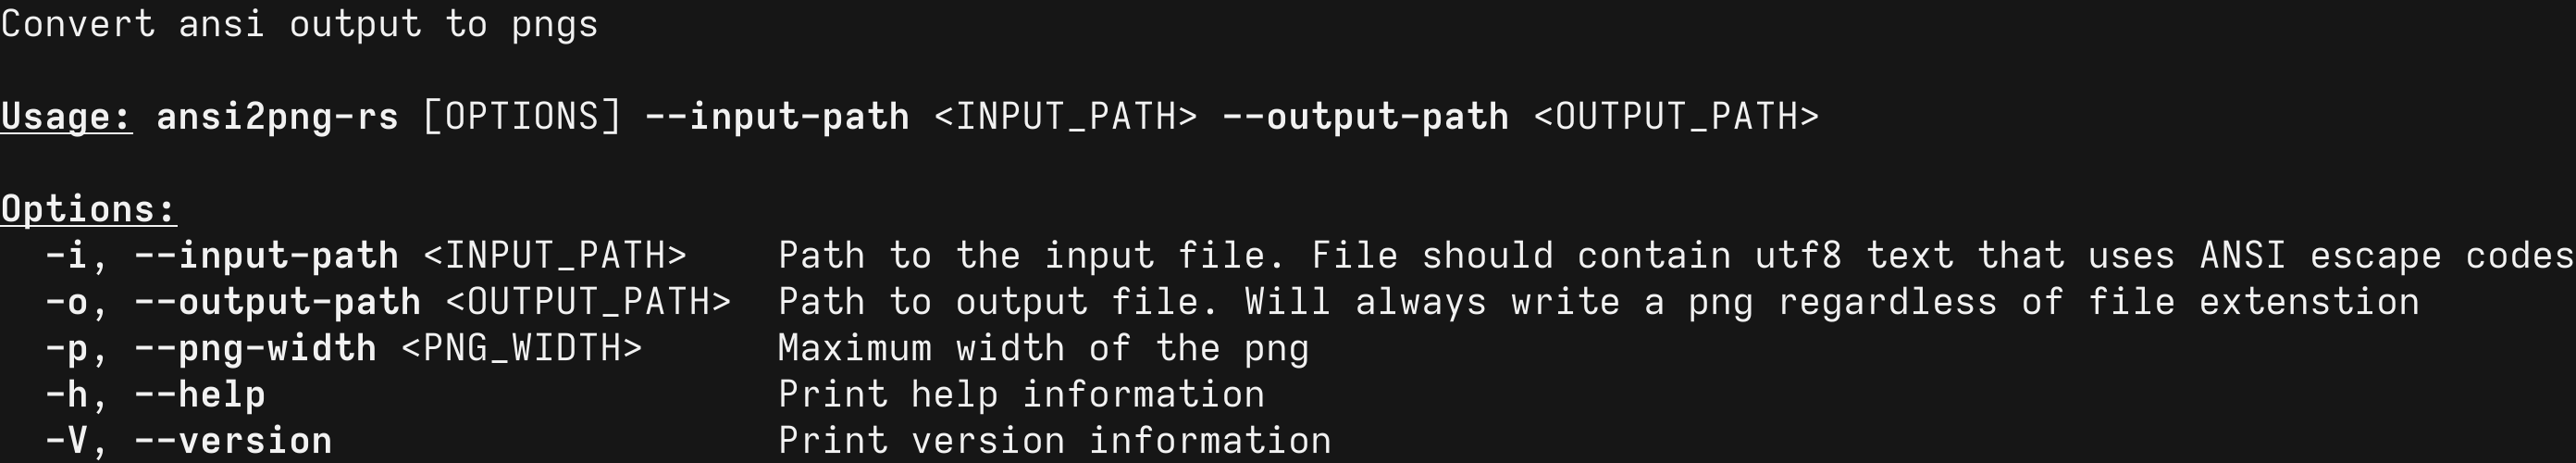 Convert ansi output to pngs

Usage: ansi2png-rs [OPTIONS] --input-path <INPUT_PATH> --output-path <OUTPUT_PATH>

Options:
  -i, --input-path <INPUT_PATH>    Path to the input file. File should contain utf8 text that uses ANSI escape codes
  -o, --output-path <OUTPUT_PATH>  Path to output file. Will always write a png regardless of file extenstion
  -p, --png-width <PNG_WIDTH>      Maximum width of the png
  -h, --help                       Print help information
  -V, --version                    Print version information